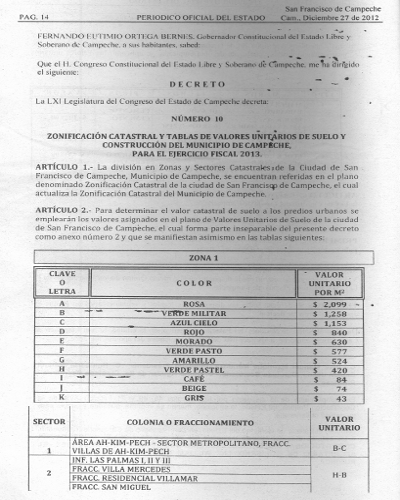 San Francisco de Campeche
PAG. 14 PERIODICO OFICIAL DEL ESTADO Cam., Diciembre 27 de 2012
FERNANDO EUTIMIO ORTEGA BERNES, Gobernador Constitucional del Estado Libre y
Soberano de Campeche, a sus habitantes, sabed:
Que el H. Congreso Constitucional del Estado Libre y Soberano de Campeche, me ha dirigido
el siguiente:
D E C R E T O
La LXI Legislatura del Congreso del Estado de Campeche decreta:
NÚMERO 10
ZONIFICACIÓN CATASTRAL Y TABLAS DE VALORES UNITARIOS DE SUELO Y
CONSTRUCCIÓN DEL MUNICIPIO DE CAMPECHE,
PARA EL EJERCICIO FISCAL 2013.
ARTÍCULO 1.- La división en Zonas y Sectores Catastrales de la Ciudad de San
Francisco de Campeche, Municipio de Campeche, se encuentran referidas en el plano
denominado Zonificación Catastral de la ciudad de San Francisco de Campeche, el cual
actualiza la Zonificación Catastral del Municipio de Campeche.
ARTÍCULO 2.- Para determinar el valor catastral de suelo a los predios urbanos se
emplearán los valores asignados en el plano de Valores Unitarios de Suelo de la ciudad
de San Francisco de Campeche, el cual forma parte inseparable del presente decreto
como anexo número 2 y que se manifiestan asimismo en las tablas siguientes:
ZONA 1
CLAVE O LETRA C O L O R VALOR UNITARIO POR M²
A ROSA $ 2,099
B VERDE MILITAR $ 1,258
C AZUL CIELO $ 1,153
D ROJO $ 840
E MORADO $ 630
F VERDE PASTO $ 577
G AMARILLO $ 524
H VERDE PASTEL $ 420
I CAFÉ $ 84
J BEIGE $ 74
K GRIS $ 43
SECTOR COLONIA O FRACCIONAMIENTO VALOR UNITARIO
1 ÁREA AH-KIM-PECH - SECTOR METROPOLITANO, FRACC. VILLAS DE AH-KIM-PECH B-C
2 INF. LAS PALMAS I, II Y III H-B
FRACC. VILLA MERCEDES
FRACC. RESIDENCIAL VILLAMAR
FRACC. SAN MIGUEL